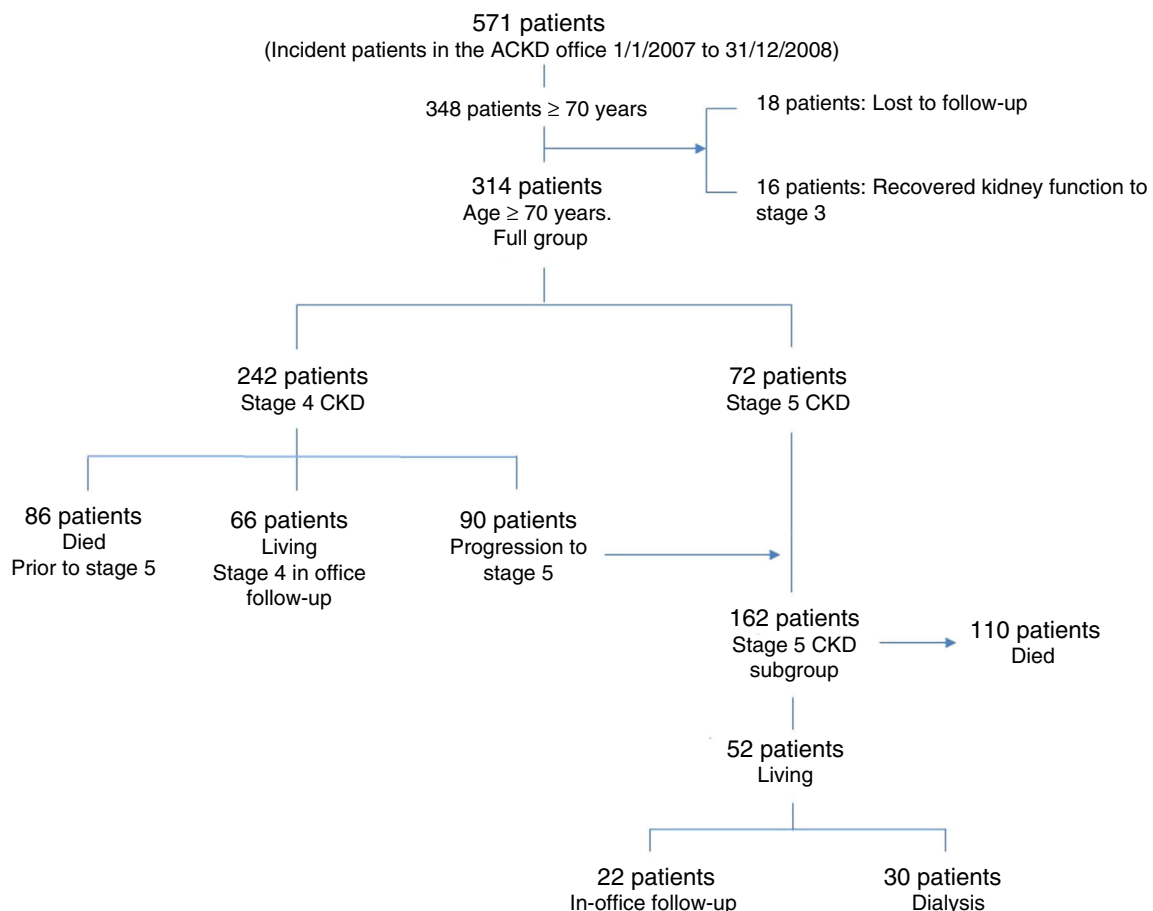 571 patients
(Incident patients in the ACKD office 1/1/2007 to 31/12/2008)
348 patients ≥ 70 years
18 patients: Lost to follow-up
16 patients: Recovered kidney function to
stage 3
314 patients
Age ≥ 70 years.
Full group
242 patients
Stage 4 CKD
72 patients
Stage 5 CKD
86 patients
Died
Prior to stage 5
66 patients
Living
Stage 4 in office
follow-up
90 patients
Progression to
stage 5
162 patients
Stage 5 CKD
subgroup
110 patients
Died
52 patients
Living
22 patients
In-office follow-up
30 patients
Dialysis